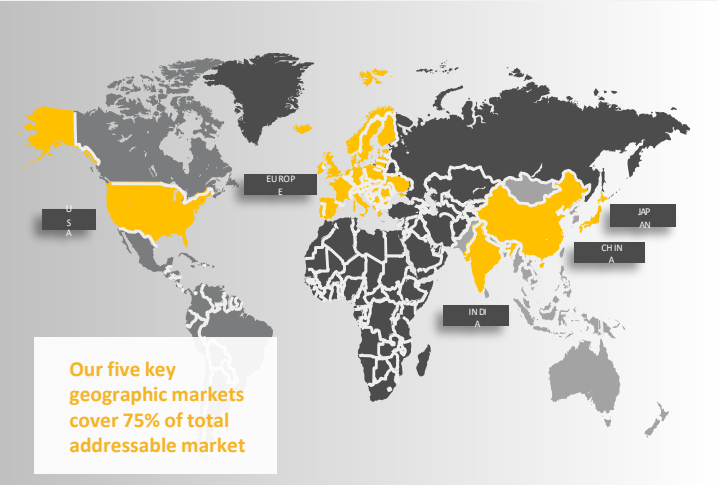 EUROP
E
U
S
A
JAP
AN
CHIN
A
INDI
A
Our five key
geographic markets
cover 75% of total
addressable market